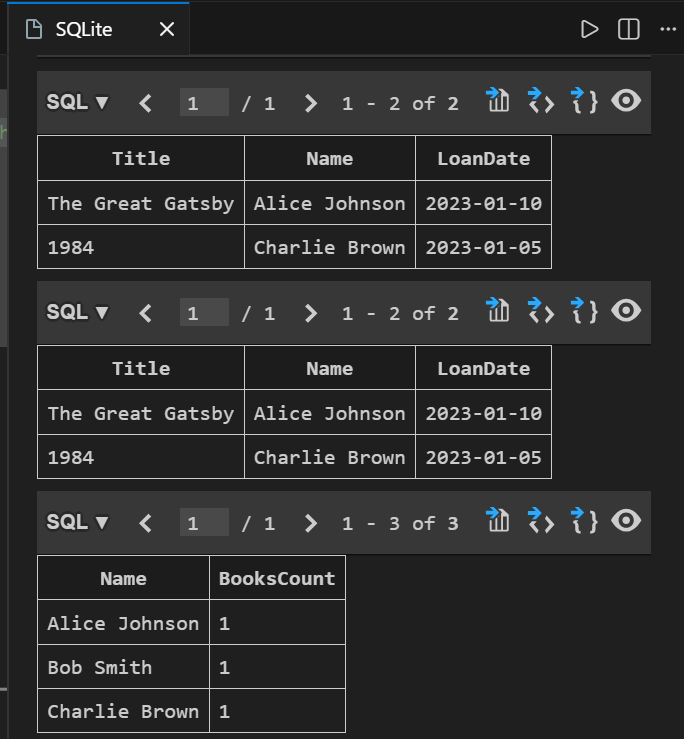 SQLite
SQL ▼ 1 / 1 1 - 2 of 2
Title Name LoanDate
The Great Gatsby Alice Johnson 2023-01-10
1984 Charlie Brown 2023-01-05
SQL ▼ 1 / 1 1 - 2 of 2
Title Name LoanDate
The Great Gatsby Alice Johnson 2023-01-10
1984 Charlie Brown 2023-01-05
SQL ▼ 1 / 1 1 - 3 of 3
Name BooksCount
Alice Johnson 1
Bob Smith 1
Charlie Brown 1